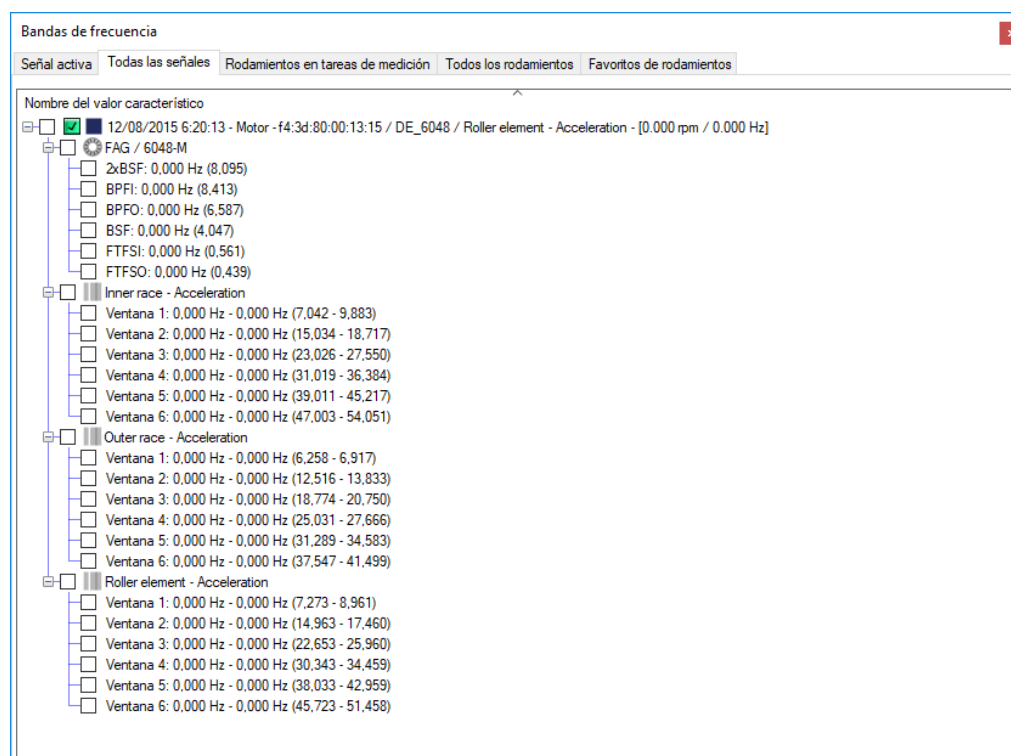 Bandas de frecuencia
Señal activa Todas las señales Rodamientos en tareas de medición Todos los rodamientos Favoritos de rodamientos
Nombre del valor característico
12/08/2015 6:20:13 - Motor - f4:3d:80:00:13:15 / DE_6048 / Roller element - Acceleration - [0.000 rpm / 0.000 Hz]
FAG / 6048-M
2xBSF: 0,000 Hz (8,095)
BPFI: 0,000 Hz (8,413)
BPFO: 0,000 Hz (6,587)
BSF: 0,000 Hz (4,047)
FTFSI: 0,000 Hz (0,561)
FTFSO: 0,000 Hz (0,439)
Inner race - Acceleration
Ventana 1: 0,000 Hz - 0,000 Hz (7,042 - 9,883)
Ventana 2: 0,000 Hz - 0,000 Hz (15,034 - 18,717)
Ventana 3: 0,000 Hz - 0,000 Hz (23,026 - 27,550)
Ventana 4: 0,000 Hz - 0,000 Hz (31,019 - 36,384)
Ventana 5: 0,000 Hz - 0,000 Hz (39,011 - 45,217)
Ventana 6: 0,000 Hz - 0,000 Hz (47,003 - 54,051)
Outer race - Acceleration
Ventana 1: 0,000 Hz - 0,000 Hz (6,258 - 6,917)
Ventana 2: 0,000 Hz - 0,000 Hz (12,516 - 13,833)
Ventana 3: 0,000 Hz - 0,000 Hz (18,774 - 20,750)
Ventana 4: 0,000 Hz - 0,000 Hz (25,031 - 27,666)
Ventana 5: 0,000 Hz - 0,000 Hz (31,289 - 34,583)
Ventana 6: 0,000 Hz - 0,000 Hz (37,547 - 41,499)
Roller element - Acceleration
Ventana 1: 0,000 Hz - 0,000 Hz (7,273 - 8,961)
Ventana 2: 0,000 Hz - 0,000 Hz (14,963 - 17,460)
Ventana 3: 0,000 Hz - 0,000 Hz (22,653 - 25,960)
Ventana 4: 0,000 Hz - 0,000 Hz (30,343 - 34,459)
Ventana 5: 0,000 Hz - 0,000 Hz (38,033 - 42,959)
Ventana 6: 0,000 Hz - 0,000 Hz (45,723 - 51,458)